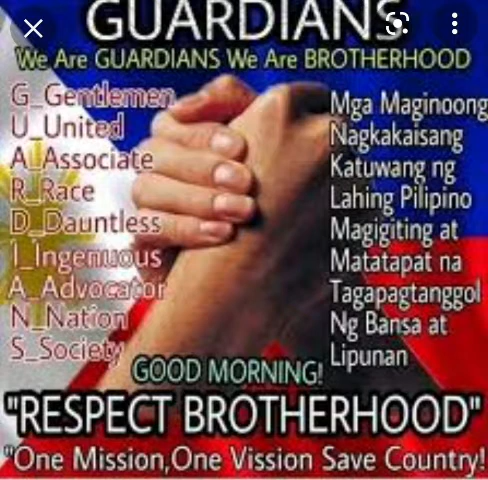 GUARDIANS
We Are GUARDIANS We Are BROTHERHOOD
G_Gentlemen
U_United
A_Associate
R_Race
D_Dauntless
I_Ingenuous
A_Advocator
N_Nation
S_Society
Mga Maginoong
Nagkakaisang
Katuwang ng
Lahing Pilipino
Magigiting at
Matatapat na
Tagapagtanggol
Ng Bansa at
Lipunan
GOOD MORNING!
"RESPECT BROTHERHOOD"
"One Mission,One Vission Save Country!